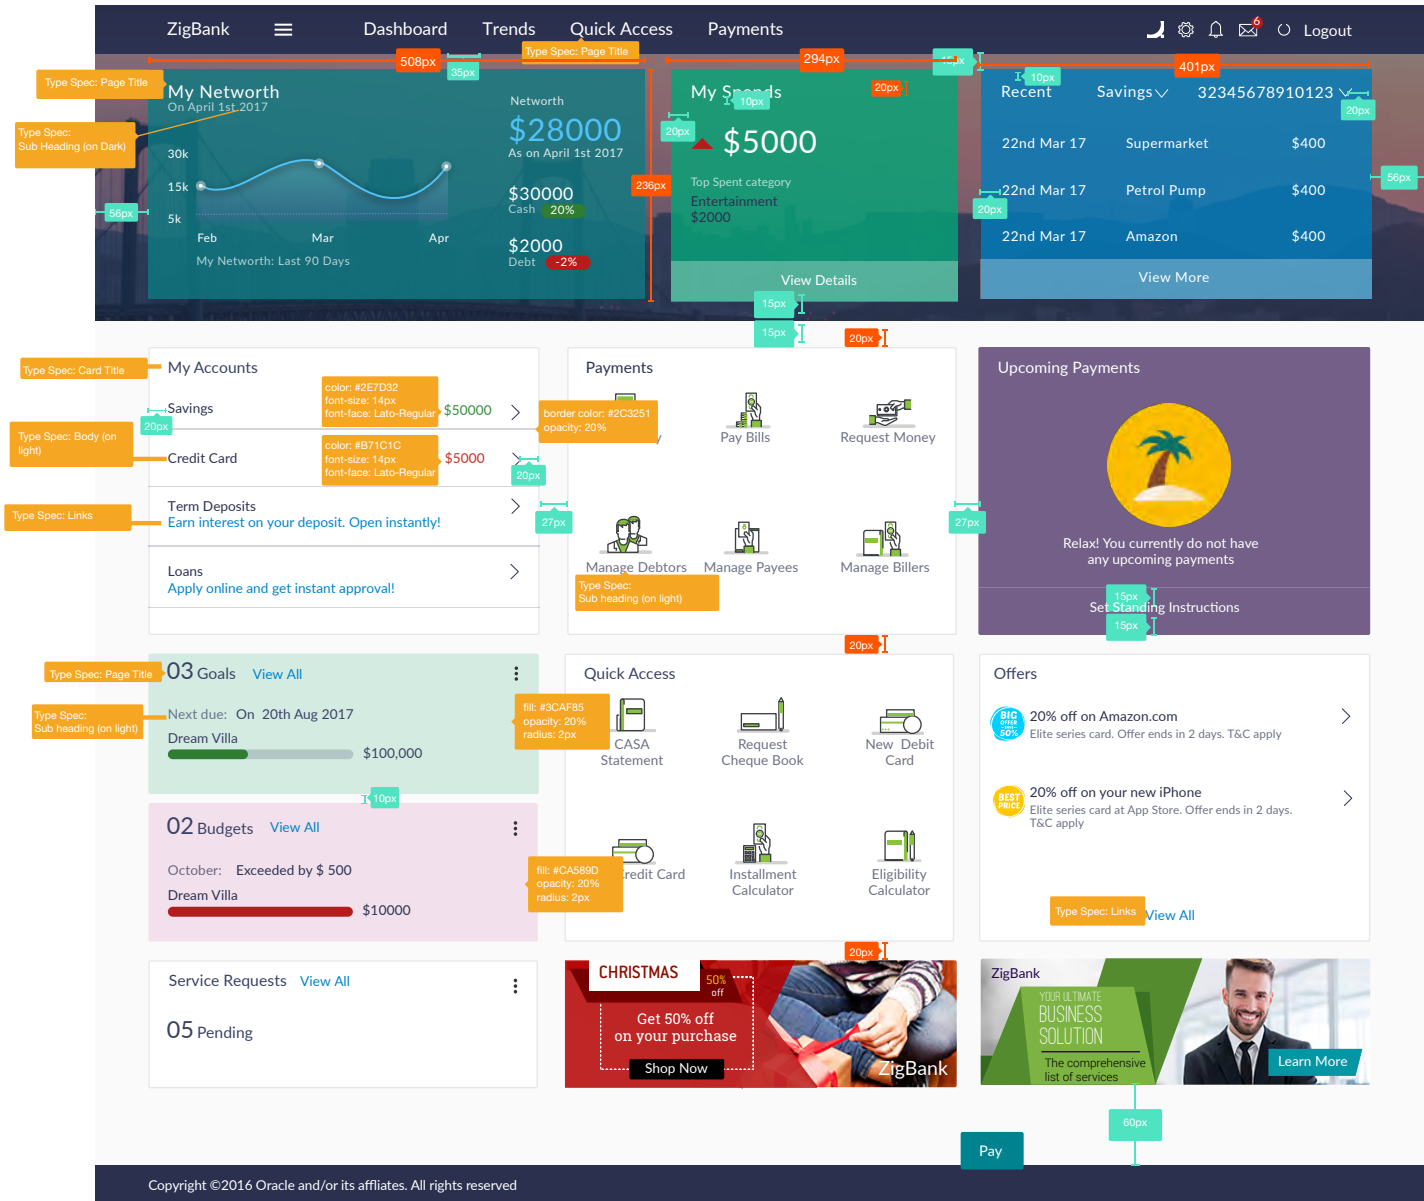 ZigBank
Dashboard
Trends
Quick Access
Payments
6
Logout
Type Spec: Page Title
508px
35px
294px
401px
10px
20px
Type Spec: Page Title
My Networth
On April 1st 2017
Type Spec:
Sub Heading (on Dark)
30k
15k
5k
Feb
Mar
Apr
My Networth: Last 90 Days
56px
Networth
$28000
As on April 1st 2017
$30000
Cash
20%
$2000
Debt
-2%
236px
My Spends
10px
20px
20px
$5000
Top Spent category
Entertainment
$2000
View Details
15px
15px
Recent
Savings
32345678910123
22nd Mar 17
Supermarket
$400
22nd Mar 17
Petrol Pump
$400
20px
22nd Mar 17
Amazon
$400
View More
56px
Type Spec: Card Title
My Accounts
Savings
color: #2E7D32
font-size: 14px
font-face: Lato-Regular
$50000
20px
border color: #2C3251
opacity: 20%
Type Spec: Body (on
light)
Credit Card
color: #B71C1C
font-size: 14px
font-face: Lato-Regular
$5000
20px
Type Spec: Links
Term Deposits
Earn interest on your deposit. Open instantly!
27px
Loans
Apply online and get instant approval!
20px
Payments
y
Pay Bills
Request Money
Manage Debtors
Manage Payees
Manage Billers
Type Spec:
Sub heading (on light)
27px
20px
Upcoming Payments
Relax! You currently do not have
any upcoming payments
15px
Set Standing Instructions
15px
Type Spec: Page Title
03 Goals
View All
Type Spec:
Sub heading (on light)
Next due: On 20th Aug 2017
Dream Villa
$100,000
fill: #3CAF85
opacity: 20%
radius: 2px
10px
02 Budgets
View All
October: Exceeded by $ 500
Dream Villa
$10000
fill: #CA589D
opacity: 20%
radius: 2px
Quick Access
CASA
Statement
Request
Cheque Book
New Debit
Card
Credit Card
Installment
Calculator
Eligibility
Calculator
20px
Offers
BIG
OFFER
50%
20% off on Amazon.com
Elite series card. Offer ends in 2 days. T&C apply
BEST
PRICE
20% off on your new iPhone
Elite series card at App Store. Offer ends in 2 days.
T&C apply
Type Spec: Links
View All
Service Requests
View All
05 Pending
CHRISTMAS
50%
off
Get 50% off
on your purchase
Shop Now
ZigBank
ZigBank
YOUR ULTIMATE
BUSINESS
SOLUTION
The comprehensive
list of services
Learn More
60px
Pay
Copyright ©2016 Oracle and/or its affliates. All rights reserved